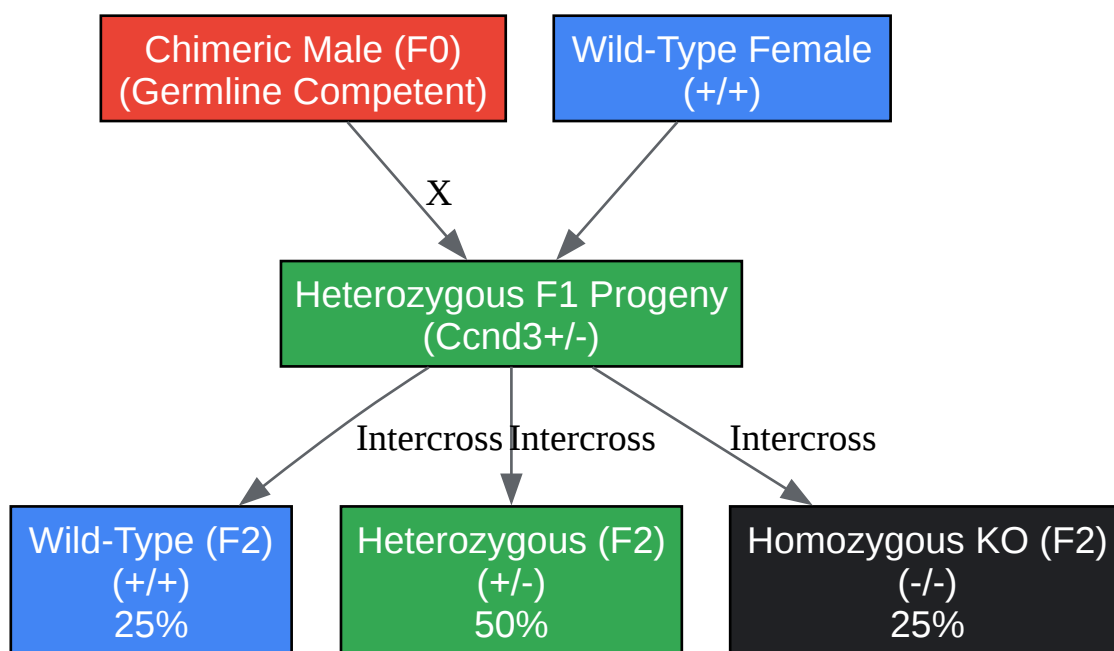 Chimeric Male (F0)
(Germline Competent)
Wild-Type Female
(+/+)
X
Heterozygous F1 Progeny
(Ccnd3+/-)
Intercross
Intercross
Intercross
Wild-Type (F2)
(+/+)
25%
Heterozygous (F2)
(+/-)
50%
Homozygous KO (F2)
(-/-)
25%